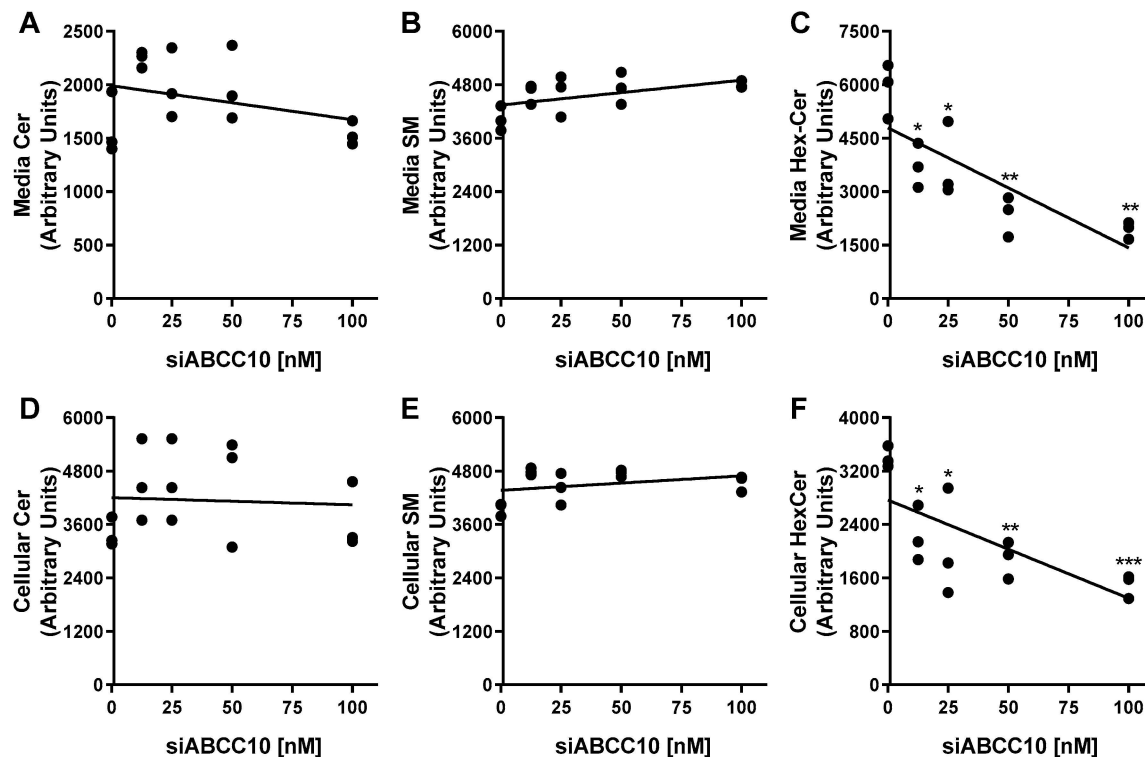 A
Media Cer
(Arbitrary Units)
2500
2000
1500
1000
500
0
0 25 50 75 100
siABCC10 [nM]
B
Media SM
(Arbitrary Units)
6000
4800
3600
2400
1200
0
0 25 50 75 100
siABCC10 [nM]
C
Media Hex-Cer
(Arbitrary Units)
7500
6000
4500
3000
1500
0
* * ** **
0 25 50 75 100
siABCC10 [nM]
D
Cellular Cer
(Arbitrary Units)
6000
4800
3600
2400
1200
0
0 25 50 75 100
siABCC10 [nM]
E
Cellular SM
(Arbitrary Units)
6000
4800
3600
2400
1200
0
0 25 50 75 100
siABCC10 [nM]
F
Cellular HexCer
(Arbitrary Units)
4000
3200
2400
1600
800
0
* * ** ***
0 25 50 75 100
siABCC10 [nM]